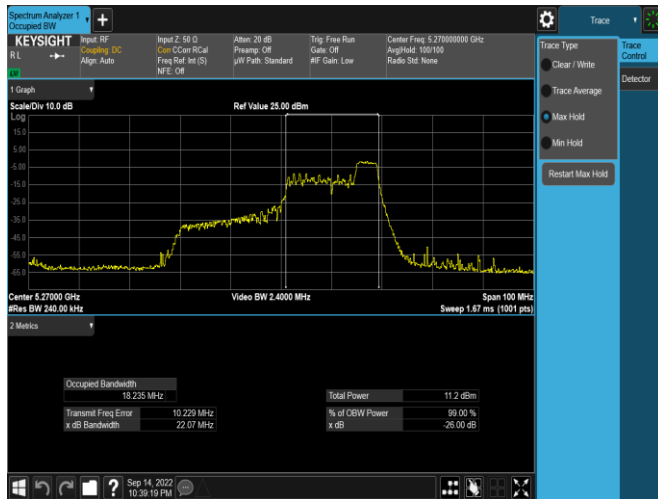 Spectrum Analyzer 1
Occupied BW
+
Trace
KEYSIGHT
RL
Input: RF
Coupling: DC
Align: Auto
Input Z: 50 Ω
Corr CCorr RCal
Freq Ref: Int (S)
NFE: Off
Atten: 20 dB
Preamp: Off
µW Path: Standard
Trig: Free Run
Gate: Off
#IF Gain: Low
Center Freq: 5.270000000 GHz
Avg|Hold: 100/100
Radio Std: None
Trace Type
Clear / Write
Trace Average
Max Hold
Min Hold
Restart Max Hold
Trace
Control
Detector
1 Graph
Scale/Div 10.0 dB
Ref Value 25.00 dBm
Log
15.0
5.00
-5.00
-15.0
-25.0
-35.0
-45.0
-55.0
-65.0
Center 5.27000 GHz
Video BW 2.4000 MHz
Span 100 MHz
#Res BW 240.00 kHz
Sweep 1.67 ms (1001 pts)
2 Metrics
Occupied Bandwidth
18.235 MHz
Total Power
11.2 dBm
Transmit Freq Error
10.229 MHz
% of OBW Power
99.00 %
x dB Bandwidth
22.07 MHz
x dB
-26.00 dB
?
Sep 14, 2022
10:39:19 PM